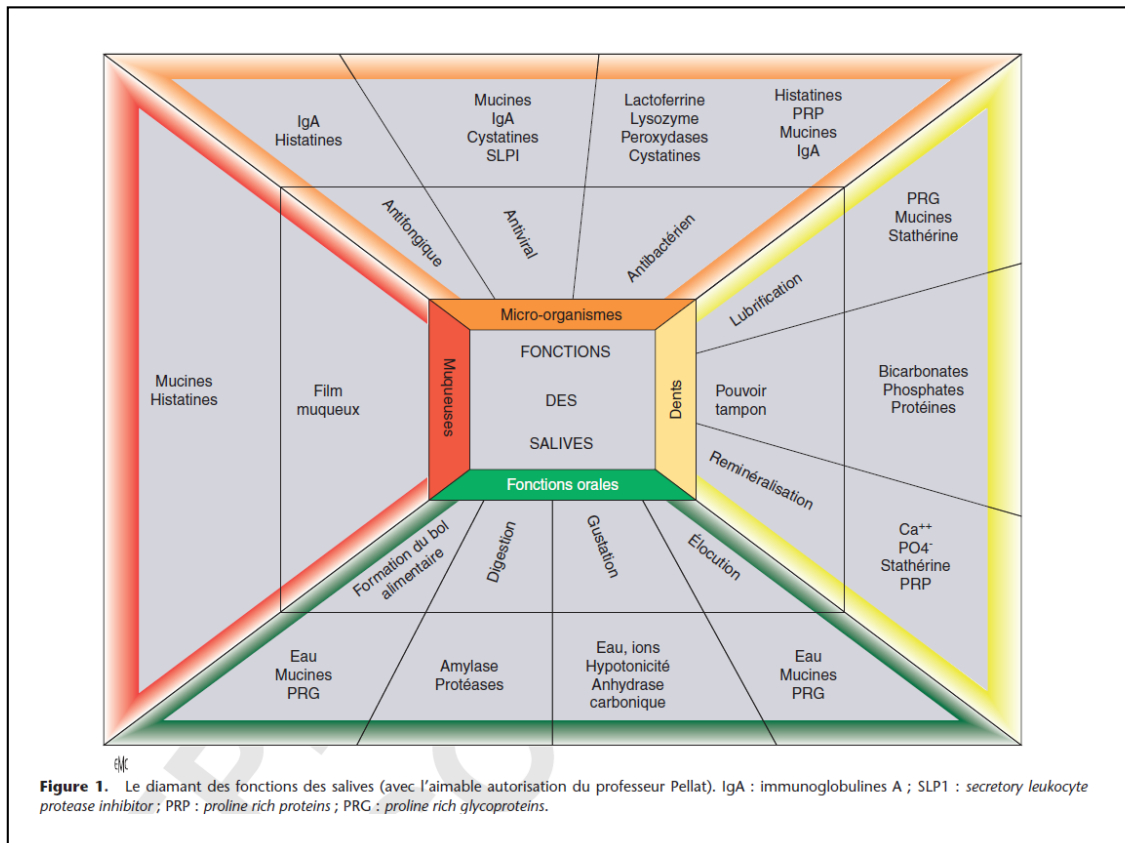 IgA
Histatines
Mucines
IgA
Cystatines
SLPI
Lactoferrine
Lysozyme
Peroxydases
Cystatines
Histatines
PRP
Mucines
IgA
Antifongique
Antiviral
Antibactérien
PRG
Mucines
Stathérine
Lubrification
Micro-organismes
Muqueuses
FONCTIONS
DES
SALIVES
Dents
Fonctions orales
Mucines
Histatines
Film
muqueux
Pouvoir
tampon
Bicarbonates
Phosphates
Protéines
Reminéralisation
Ca++
PO4-
Stathérine
PRP
Formation du bol
alimentaire
Digestion
Gustation
Élocution
Eau
Mucines
PRG
Amylase
Protéases
Eau, ions
Hypotonicité
Anhydrase
carbonique
Eau
Mucines
PRG
EMC
Figure 1. Le diamant des fonctions des salives (avec l'aimable autorisation du professeur Pellat). IgA : immunoglobulines A ; SLP1 : secretory leukocyte
protease inhibitor ; PRP : proline rich proteins ; PRG : proline rich glycoproteins.